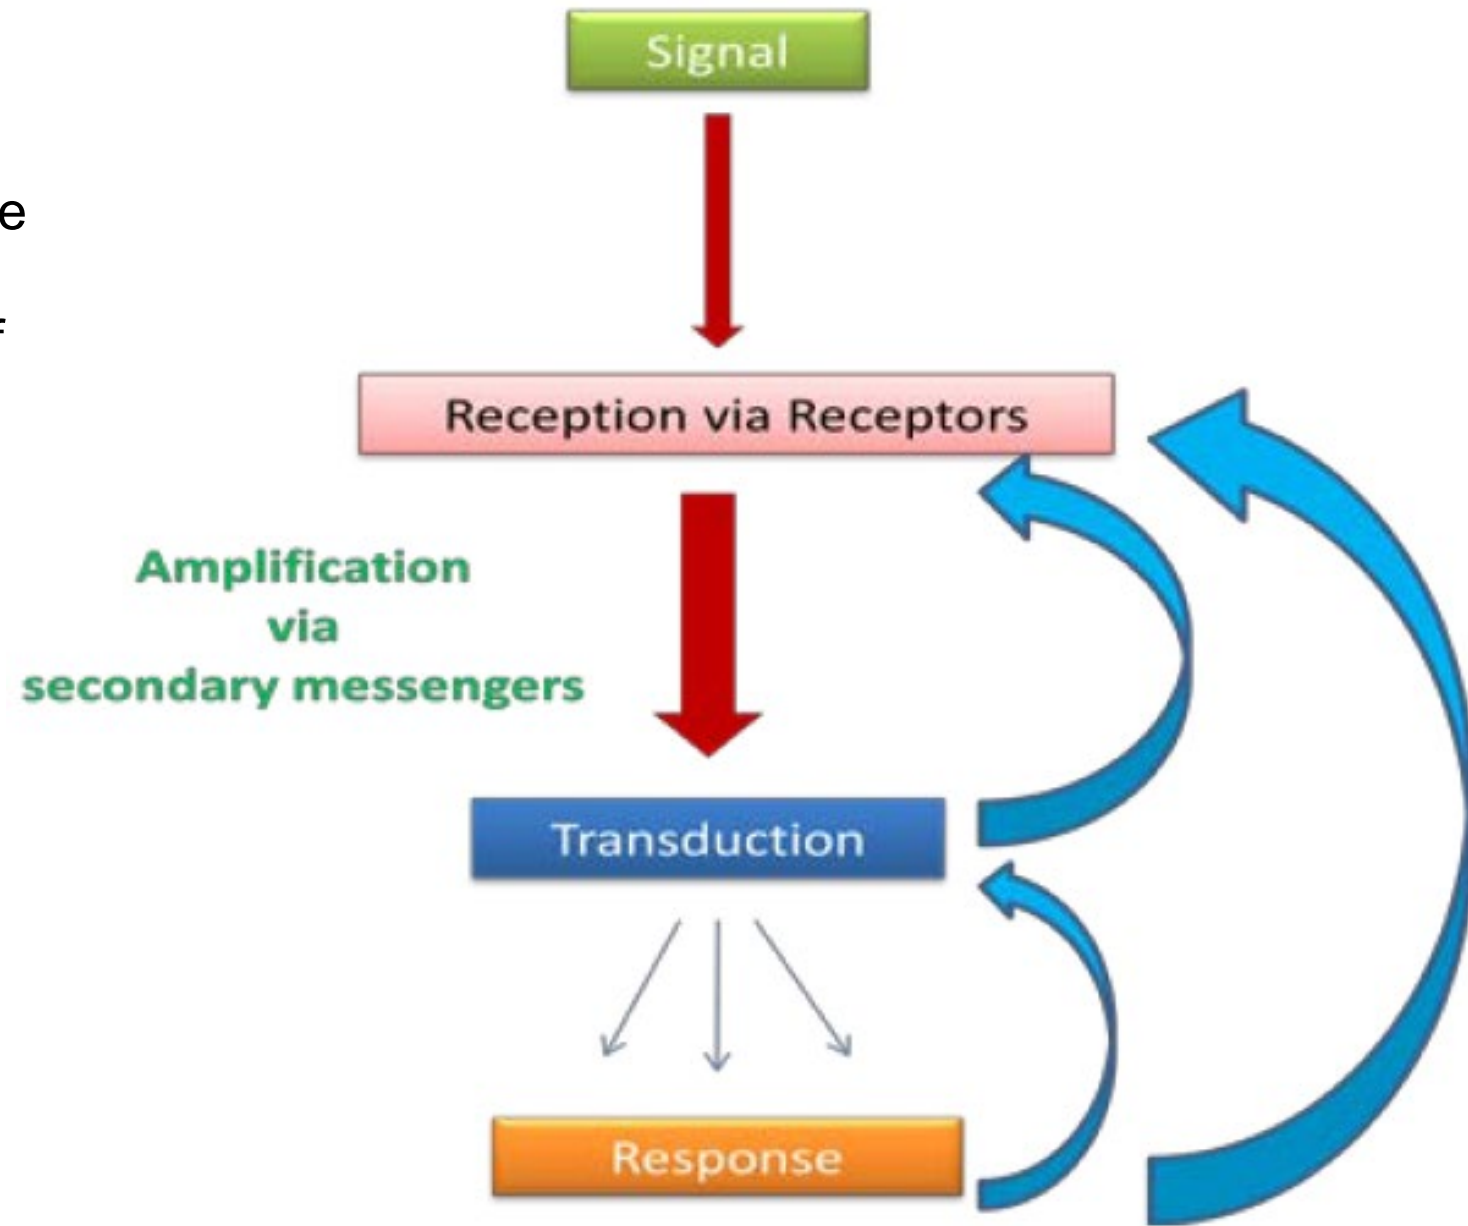 Signal
e
f
Reception via Receptors
Amplification
via
secondary messengers
Transduction
Response